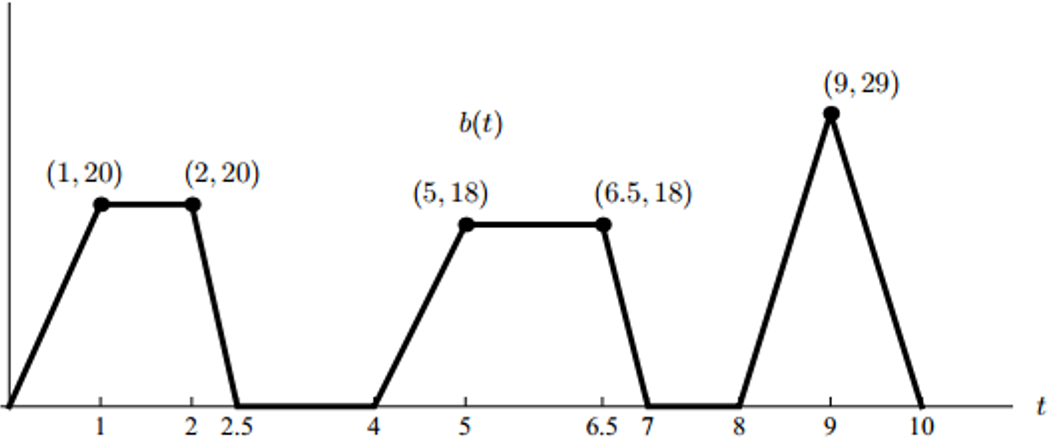 (9, 29)
b(t)
(1, 20) (2, 20)
(5, 18) (6.5, 18)
1 2 2.5 4 5 6.5 7 8 9 10 t